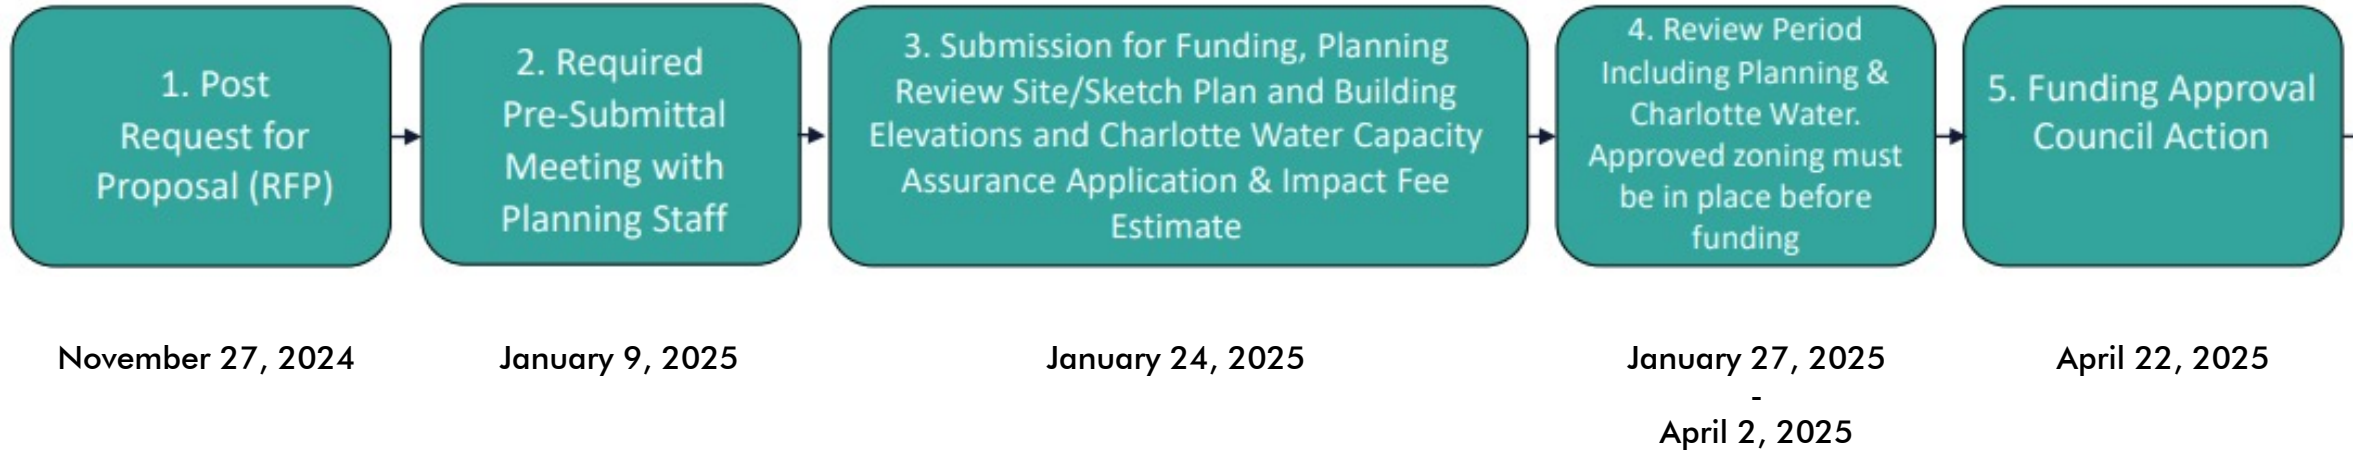 1. Post
Request for
Proposal (RFP)
2. Required
Pre-Submittal
Meeting with
Planning Staff
3. Submission for Funding, Planning
Review Site/Sketch Plan and Building
Elevations and Charlotte Water Capacity
Assurance Application & Impact Fee
Estimate
4. Review Period
Including Planning &
Charlotte Water.
Approved zoning must
be in place before
funding
5. Funding Approval
Council Action
November 27, 2024
January 9, 2025
January 24, 2025
January 27, 2025
-
April 2, 2025
April 22, 2025